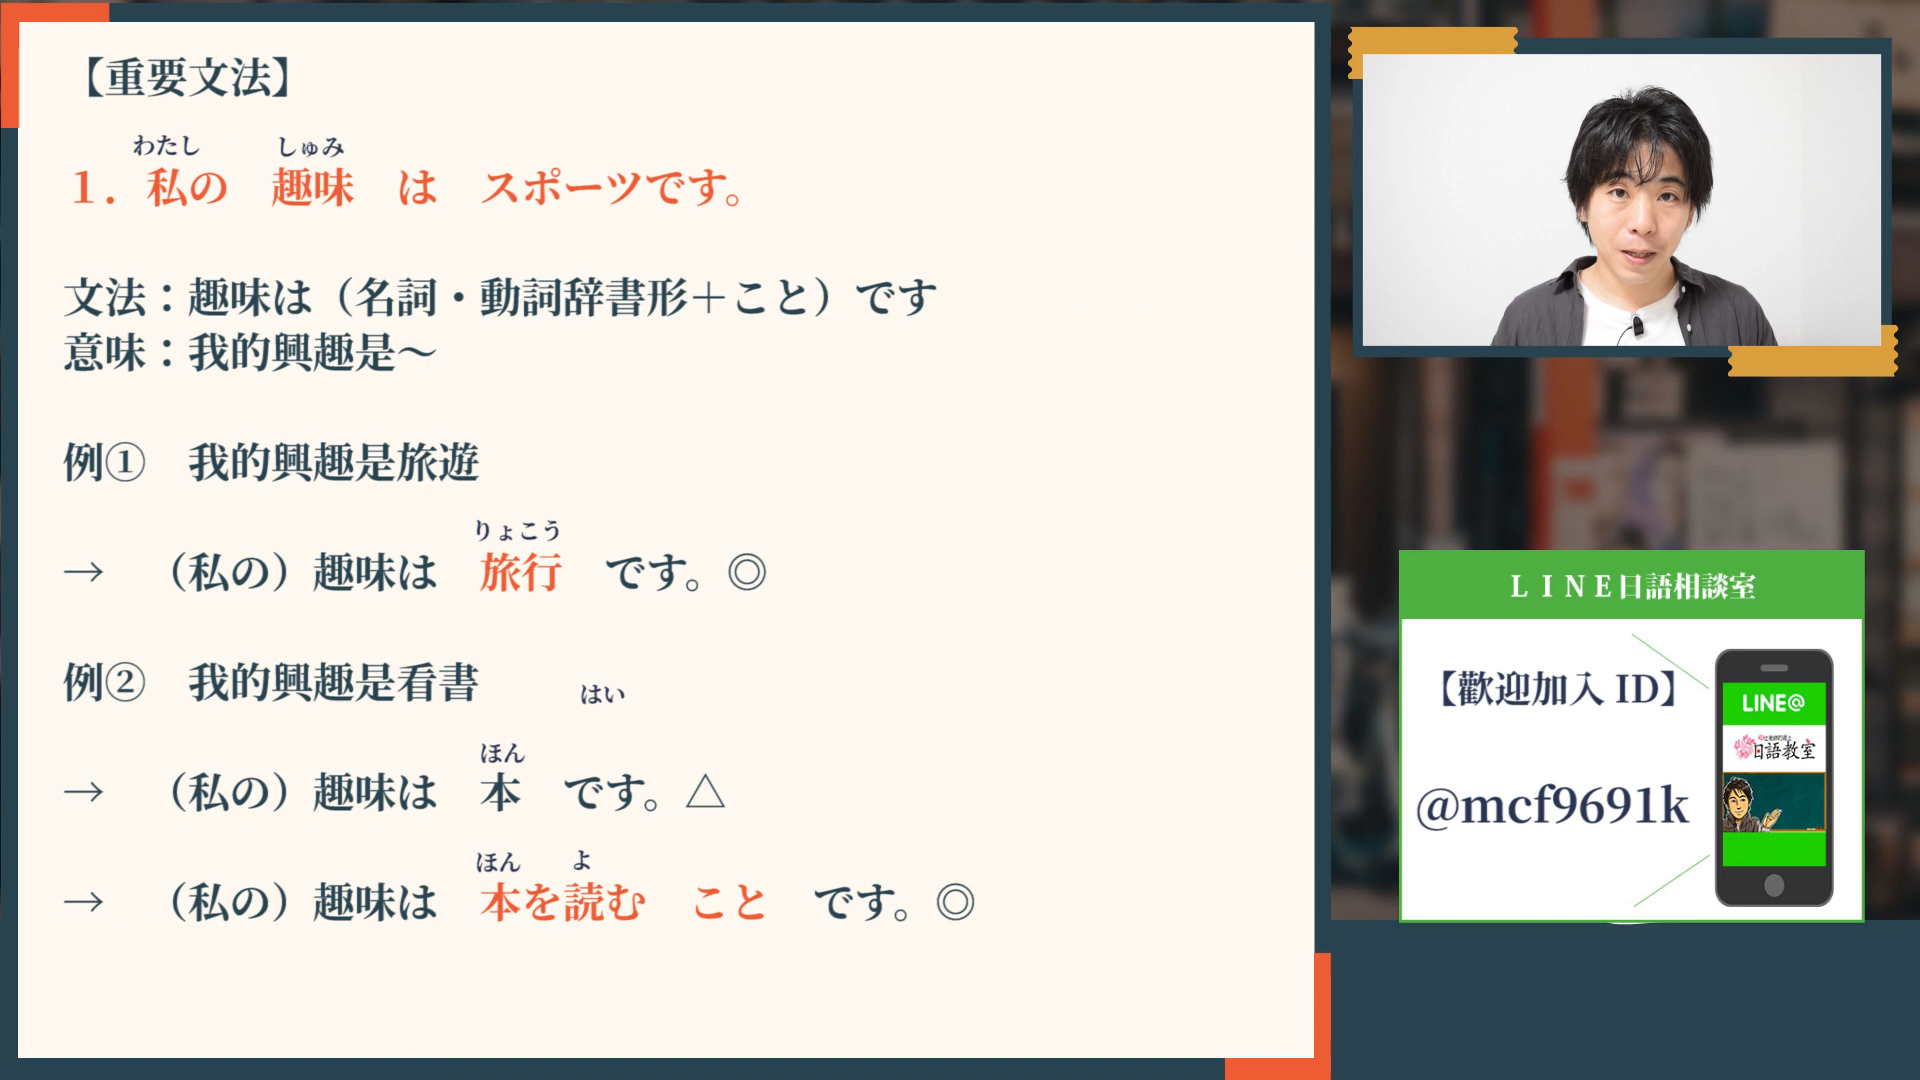 【重要文法】
わたし しゅみ
１．私の 趣味 は スポーツです。
文法：趣味は（名詞・動詞辞書形＋こと）です
意味：我的興趣是～
例① 我的興趣是旅遊
りょこう
→ （私の）趣味は 旅行 です。◎
例② 我的興趣是看書
はい
ほん
→ （私の）趣味は 本 です。△
ほん よ
→ （私の）趣味は 本を読む こと です。◎
ＬＩＮＥ日語相談室
【歡迎加入 ID】
@mcf9691k
LINE@
日語教室